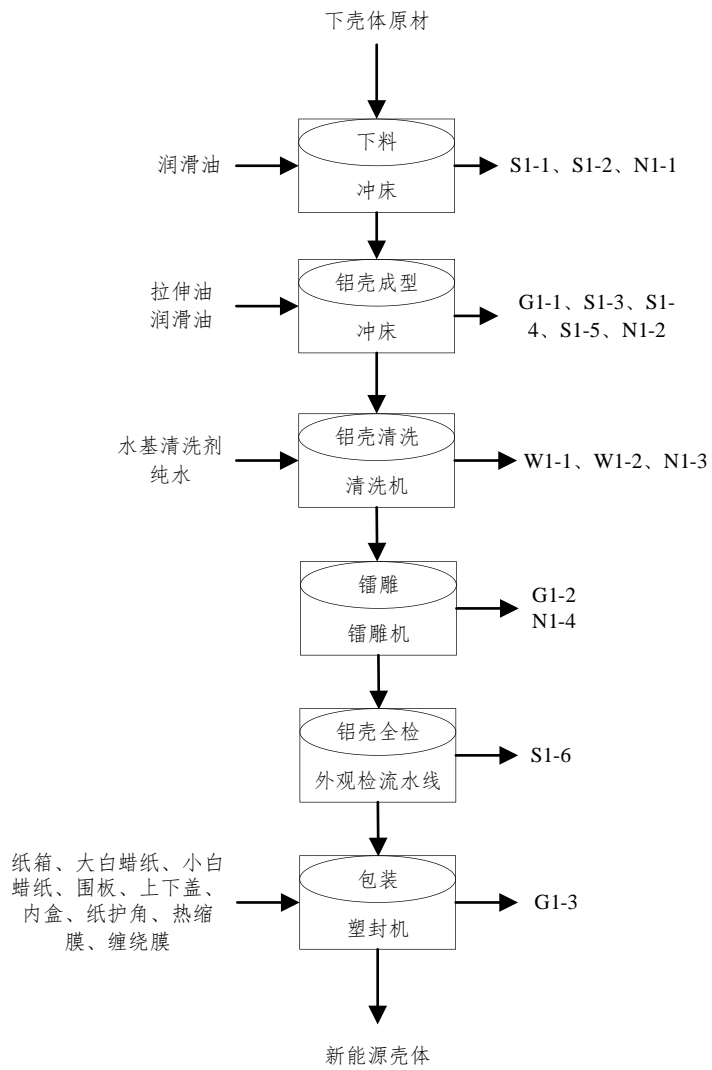 下壳体原材
下料
润滑油
S1-1、S1-2、N1-1
冲床
铝壳成型
拉伸油
润滑油
G1-1、S1-3、S1-
4、S1-5、N1-2
冲床
铝壳清洗
水基清洗剂
纯水
W1-1、W1-2、N1-3
清洗机
镭雕
G1-2
N1-4
镭雕机
铝壳全检
S1-6
外观检流水线
纸箱、大白蜡纸、小白
蜡纸、围板、上下盖、
内盒、纸护角、热缩
膜、缠绕膜
包装
G1-3
塑封机
新能源壳体